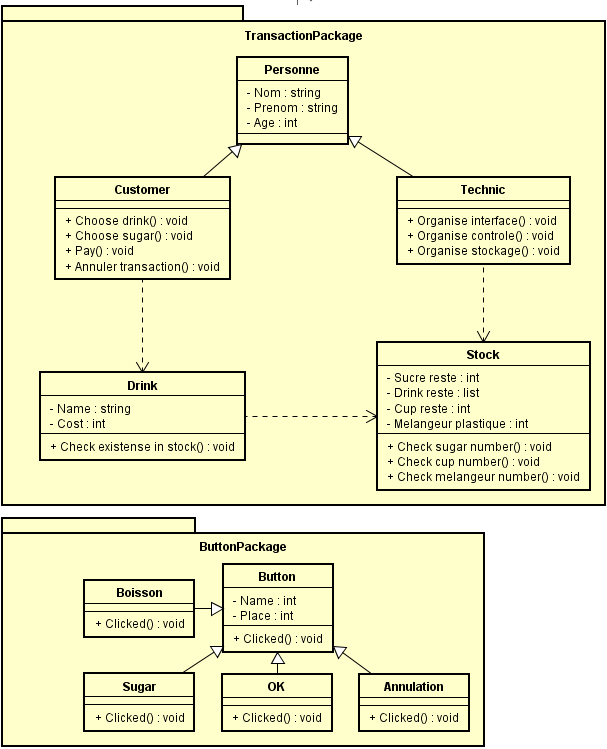 TransactionPackage
Personne
- Nom : string
- Prenom : string
- Age : int
Customer
+ Choose drink() : void
+ Choose sugar() : void
+ Pay() : void
+ Annuler transaction() : void
Technic
+ Organise interface() : void
+ Organise controle() : void
+ Organise stockage() : void
Drink
- Name : string
- Cost : int
+ Check existense in stock() : void
Stock
- Sucre reste : int
- Drink reste : list
- Cup reste : int
- Melangeur plastique : int
+ Check sugar number() : void
+ Check cup number() : void
+ Check melangeur number() : void
ButtonPackage
Boisson
+ Clicked() : void
Button
- Name : int
- Place : int
+ Clicked() : void
Sugar
+ Clicked() : void
OK
+ Clicked() : void
Annulation
+ Clicked() : void